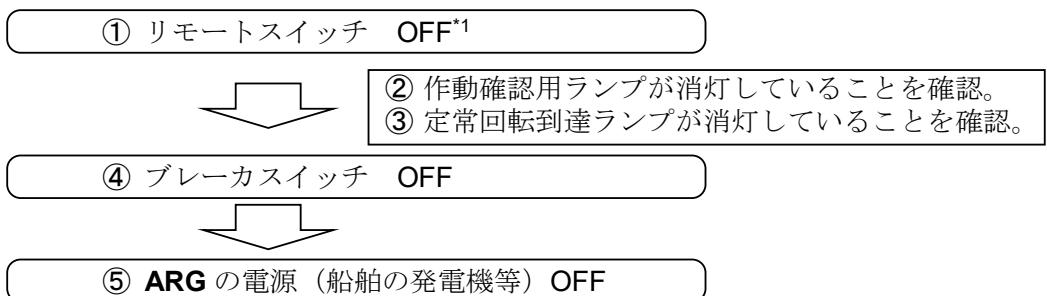 ① リモートスイッチ　OFF*1
② 作動確認用ランプが消灯していることを確認。
③ 定常回転到達ランプが消灯していることを確認。
④ ブレーカスイッチ　OFF
⑤ ARG の電源（船舶の発電機等）OFF